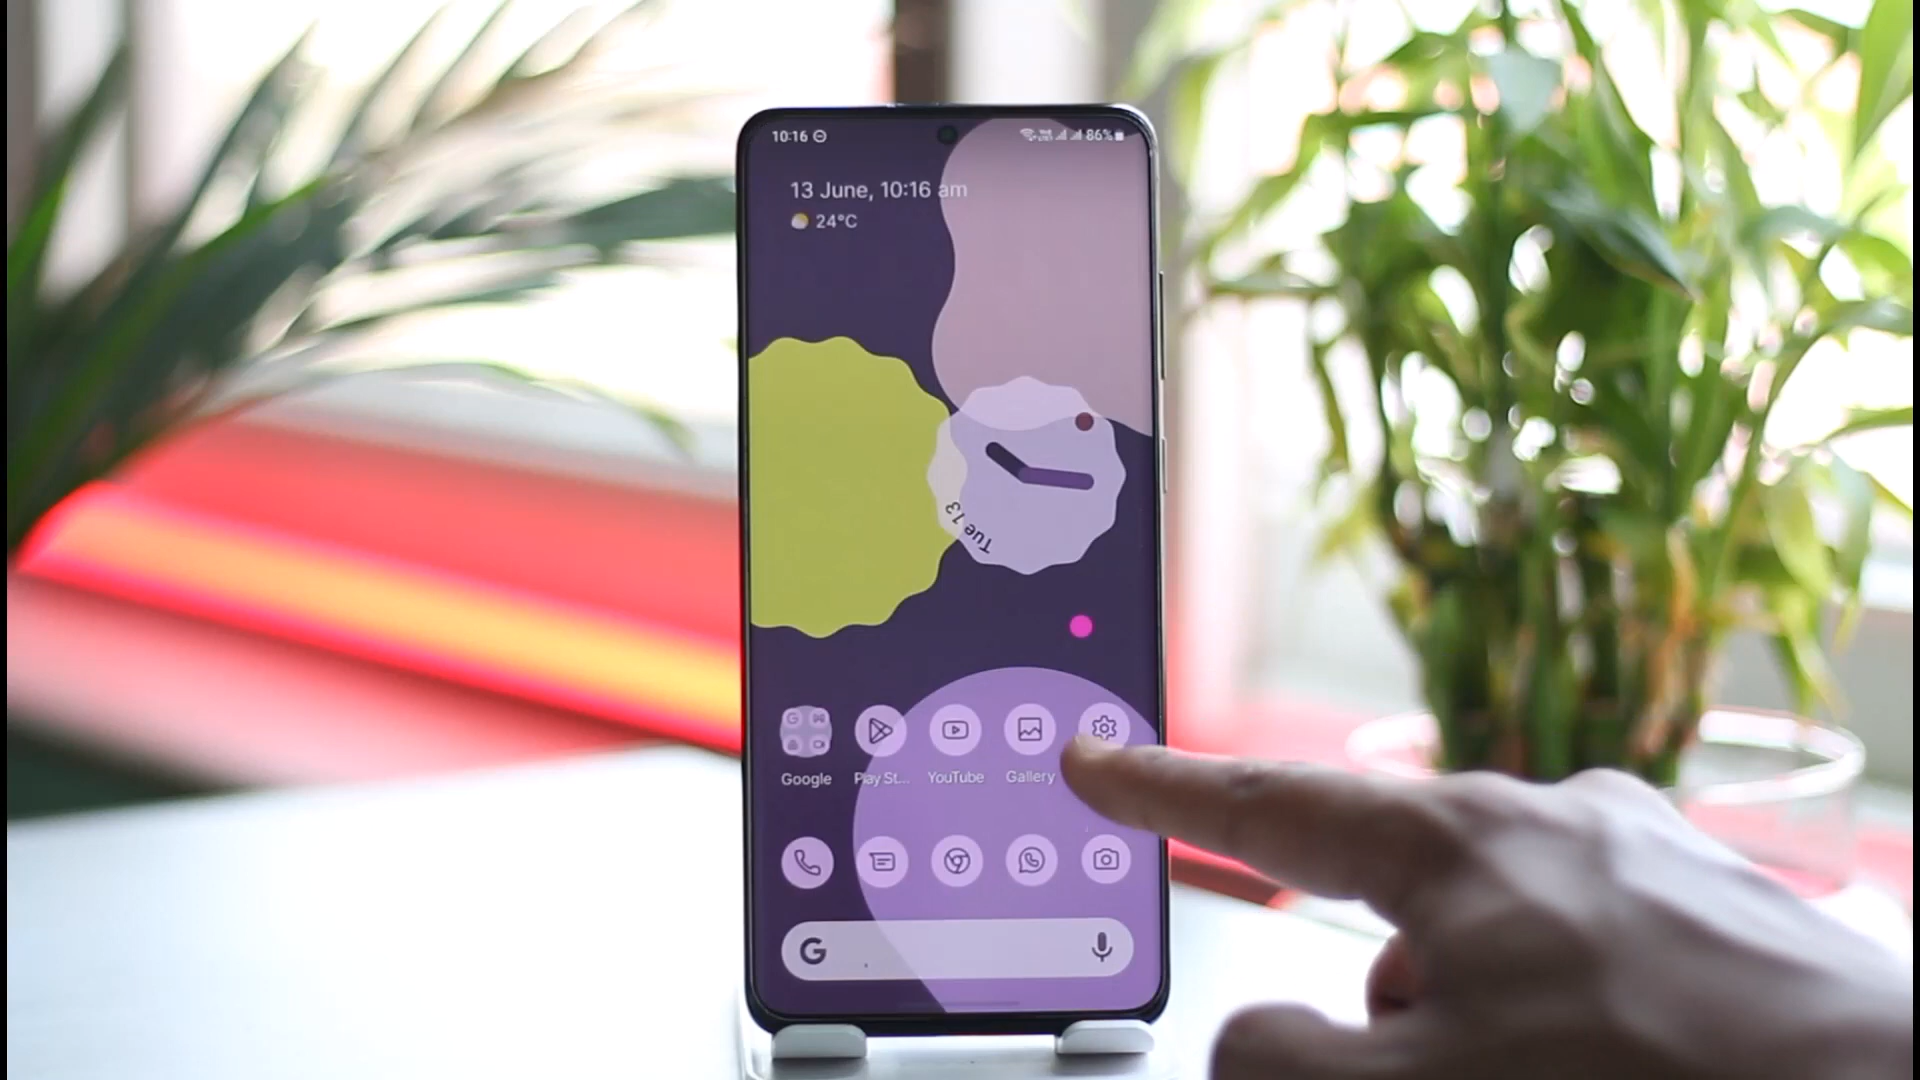 10:16
86%
13 June, 10:16 am
24°C
Tue 13
Google
Play St...
YouTube
Gallery
G